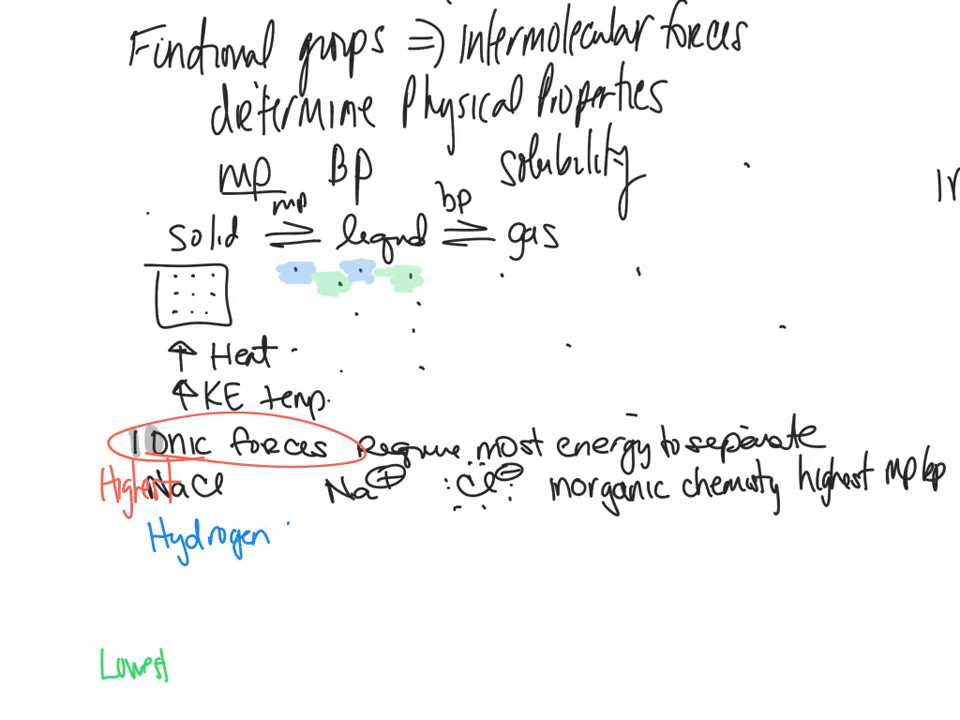 Functional groups ⇒ Intermolecular forces
determine Physical Properties
mp BP solubility
mp bp
solid ⇌ liquid ⇌ gas
↑ Heat
↑ KE temp.
Ionic forces Require most energy to separate
Highest NaCl Na⊕ :Cl:⊖ inorganic chemistry highest mp bp
Hydrogen
Lowest